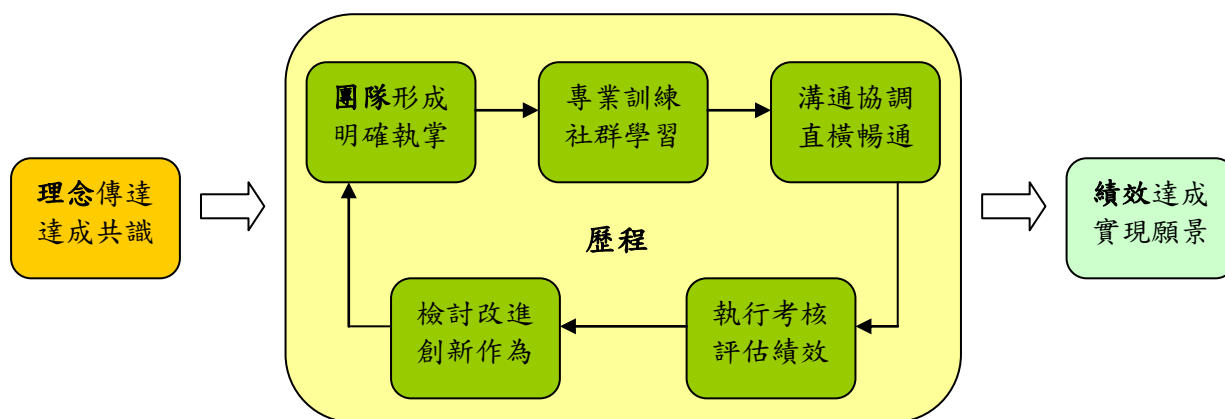 理念傳達
達成共識
團隊形成
明確執掌
專業訓練
社群學習
溝通協調
直橫暢通
歷程
檢討改進
創新作為
執行考核
評估績效
績效達成
實現願景